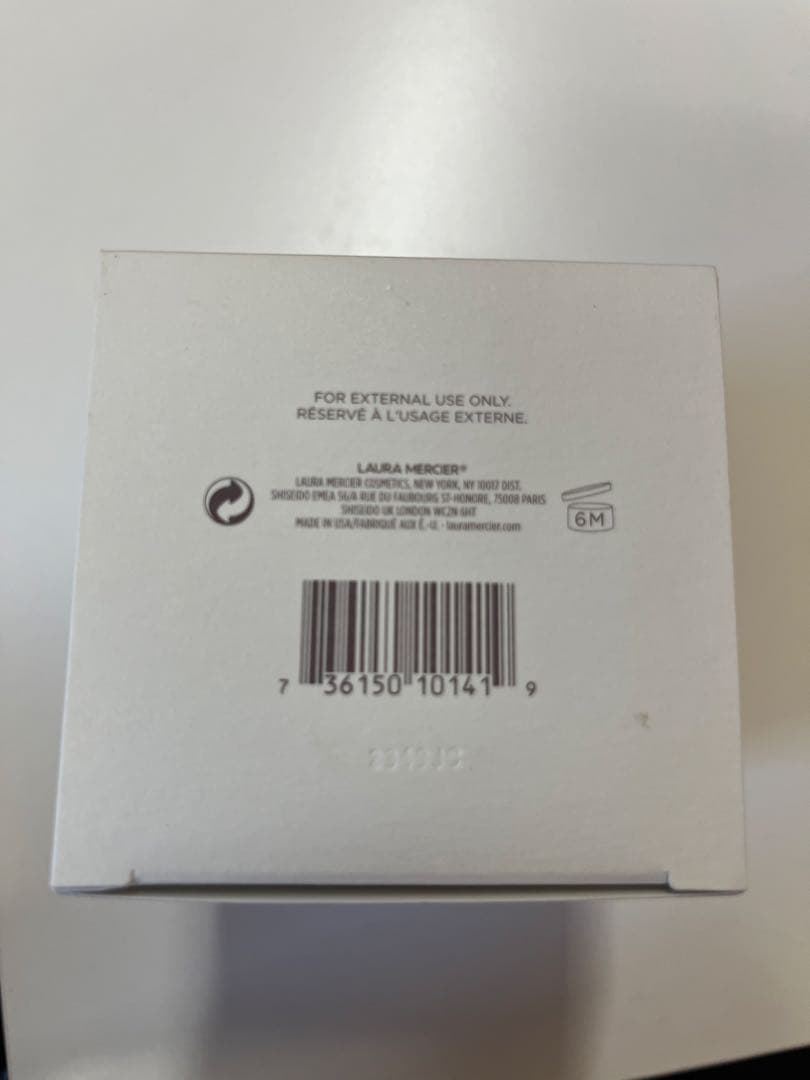 FOR EXTERNAL USE ONLY.
RÉSERVÉ À L'USAGE EXTERNE.
LAURA MERCIER®
LAURA MERCIER COSMETICS, NEW YORK, NY 10017 DIST.
SHISEIDO EMEA 56/A RUE DU FAUBOURG ST-HONORE, 75008 PARIS
SHISEIDO UK LONDON WC2N 6HT
MADE IN USA/FABRIQUÉ AUX É.-U. · lauramercier.com
6M
7 36150 10141 9